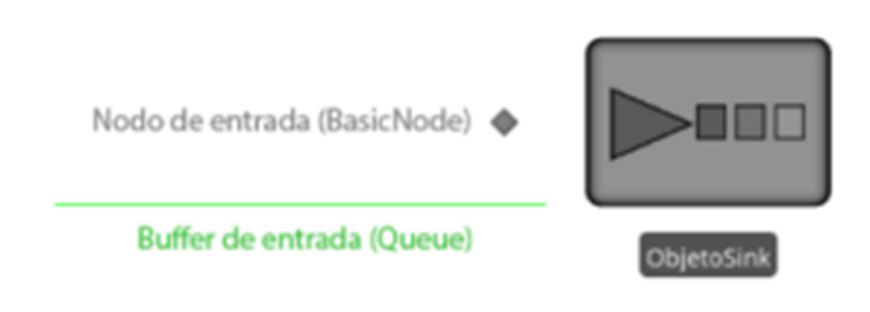 Nodo de entrada (BasicNode)
Buffer de entrada (Queue)
ObjetoSink